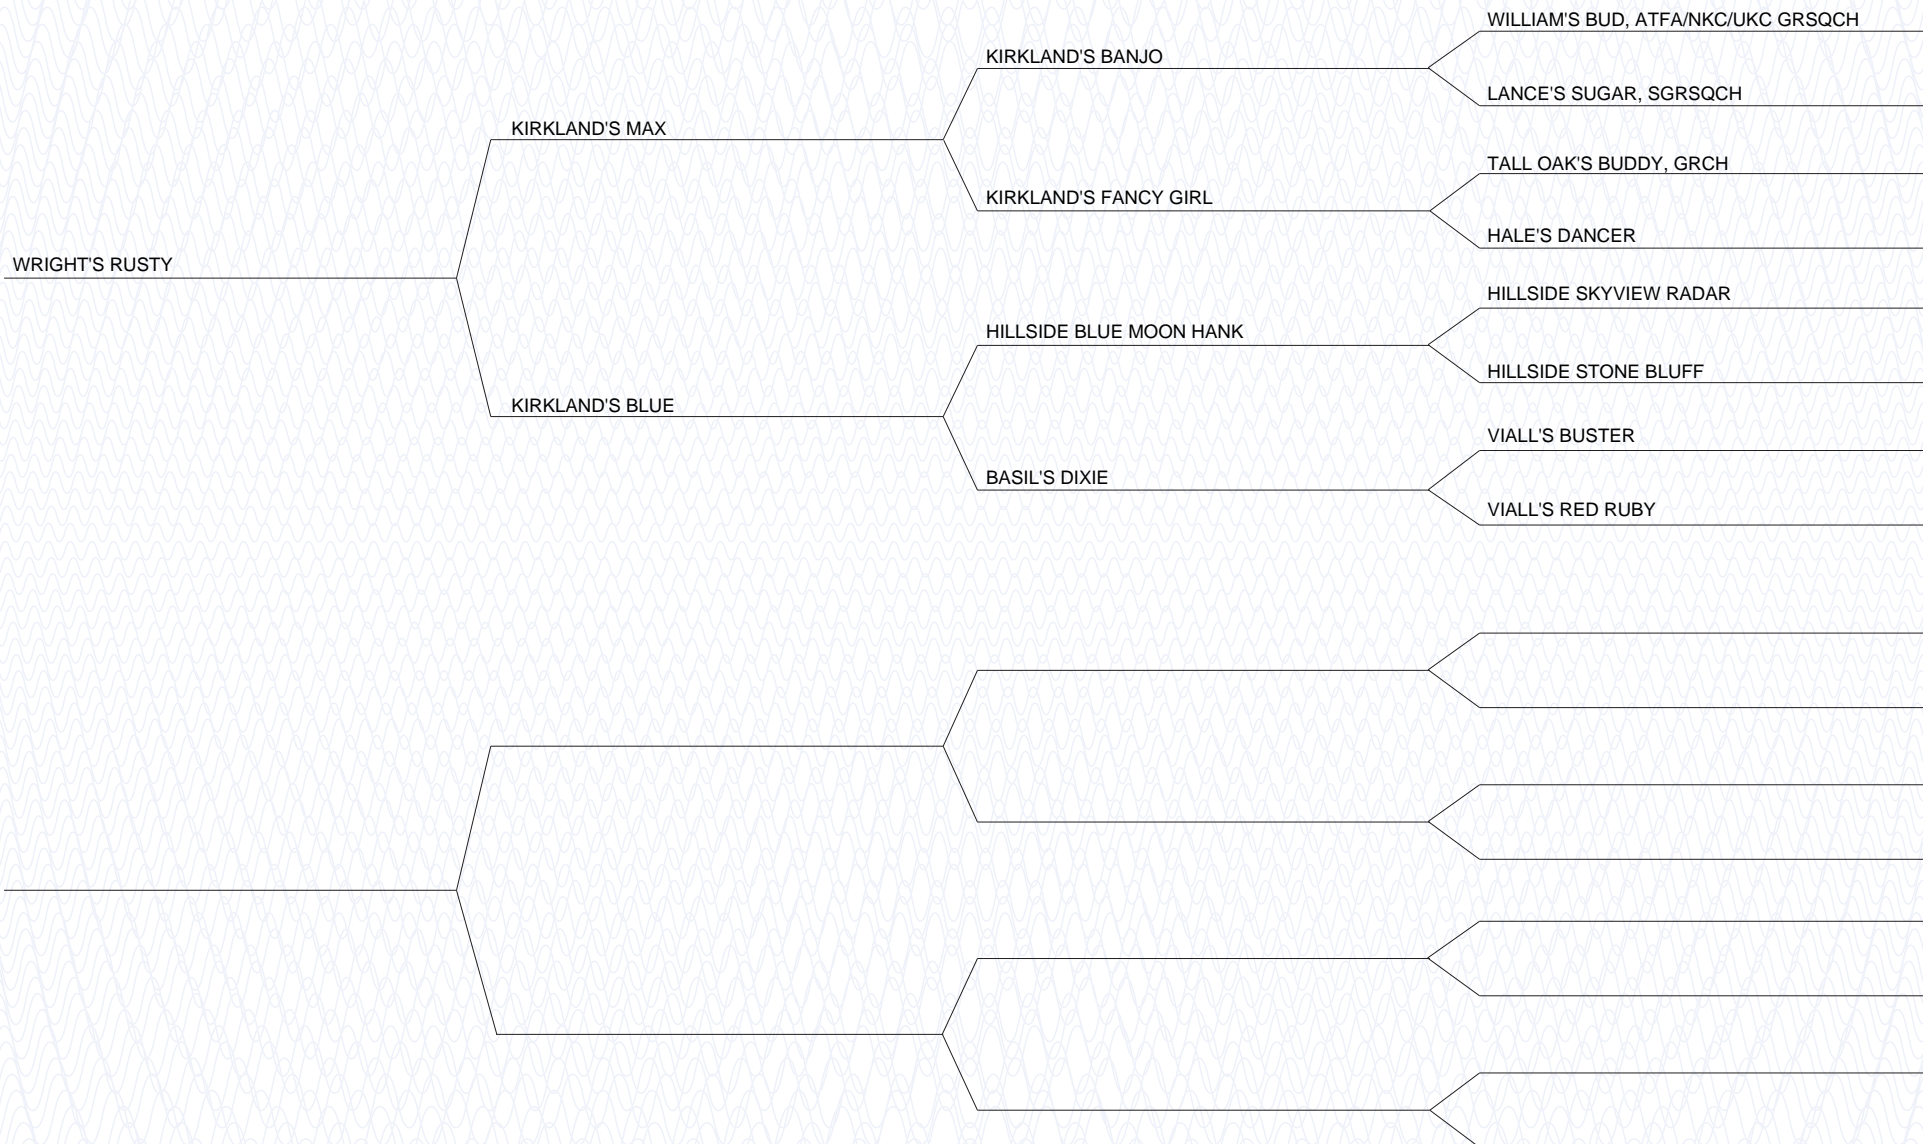 WILLIAM'S BUD, ATFA/NKC/UKC GRSQCH
KIRKLAND'S BANJO
LANCE'S SUGAR, SGRSQCH
KIRKLAND'S MAX
TALL OAK'S BUDDY, GRCH
KIRKLAND'S FANCY GIRL
HALE'S DANCER
WRIGHT'S RUSTY
HILLSIDE SKYVIEW RADAR
HILLSIDE BLUE MOON HANK
HILLSIDE STONE BLUFF
KIRKLAND'S BLUE
VIALL'S BUSTER
BASIL'S DIXIE
VIALL'S RED RUBY